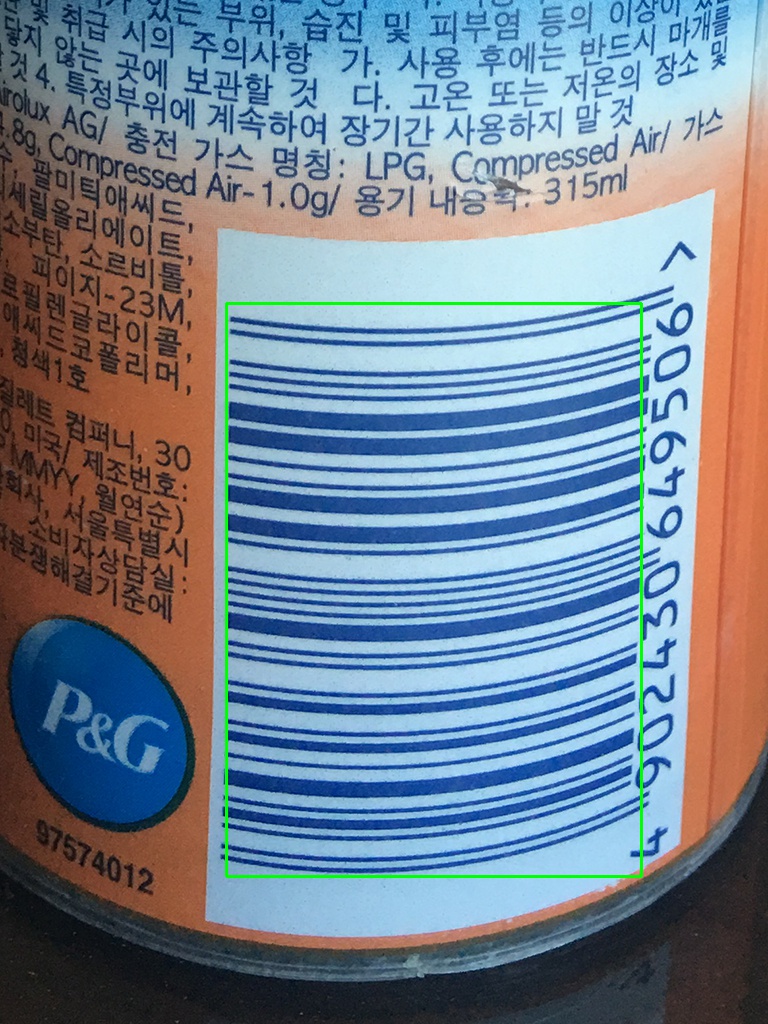 있는 부위, 습진 및 피부염 등의 이상이
및 취급 시의 주의사항 가. 사용 후에는 반드시 마개를
닿지 않는 곳에 보관할 것 다. 고온 또는 저온의 장소 및
것 4. 특정부위에 계속하여 장기간 사용하지 말 것
AG/ 충전 가스 명칭: LPG, Compressed Air/ 가스
Compressed Air-1.0g/ 용기 내용적: 315ml
팔미틱애씨드,
세릴올리에이트,
소부탄, 소르비톨,
피이지-23M,
로필렌글라이콜,
애씨드코폴리머,
청색1호
질레트 컴퍼니, 30
미국/ 제조번호:
MMYY, 월연순)
서울특별시
소비자상담실:
분쟁해결기준에
P&G
97574012
4 902430 649506 >